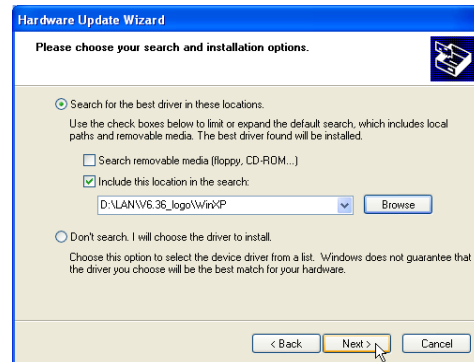 Hardware Update Wizard
Please choose your search and installation options.
Search for the best driver in these locations.
Use the check boxes below to limit or expand the default search, which includes local
paths and removable media. The best driver found will be installed.
Search removable media (floppy, CD-ROM...)
Include this location in the search:
D:\LAN\V6.36_logo\WinXP
Browse
Don't search. I will choose the driver to install.
Choose this option to select the device driver from a list. Windows does not guarantee that
the driver you choose will be the best match for your hardware.
< Back
Next >
Cancel